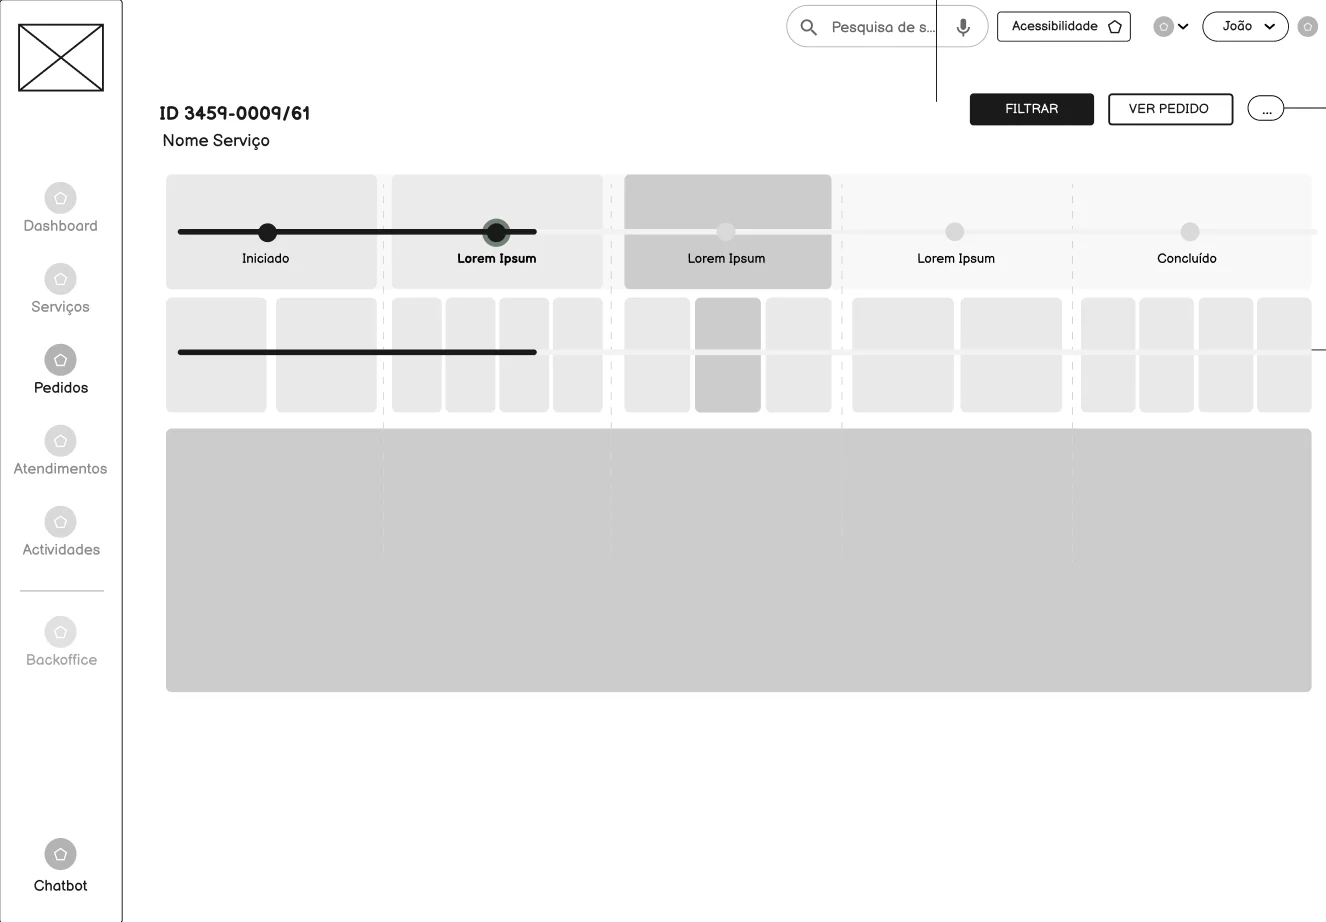 Pesquisa de s...
Acessibilidade
João
ID 3459-0009/61
Nome Serviço
FILTRAR
VER PEDIDO
...
Dashboard
Serviços
Pedidos
Atendimentos
Actividades
Backoffice
Chatbot
Iniciado
Lorem Ipsum
Lorem Ipsum
Lorem Ipsum
Concluído